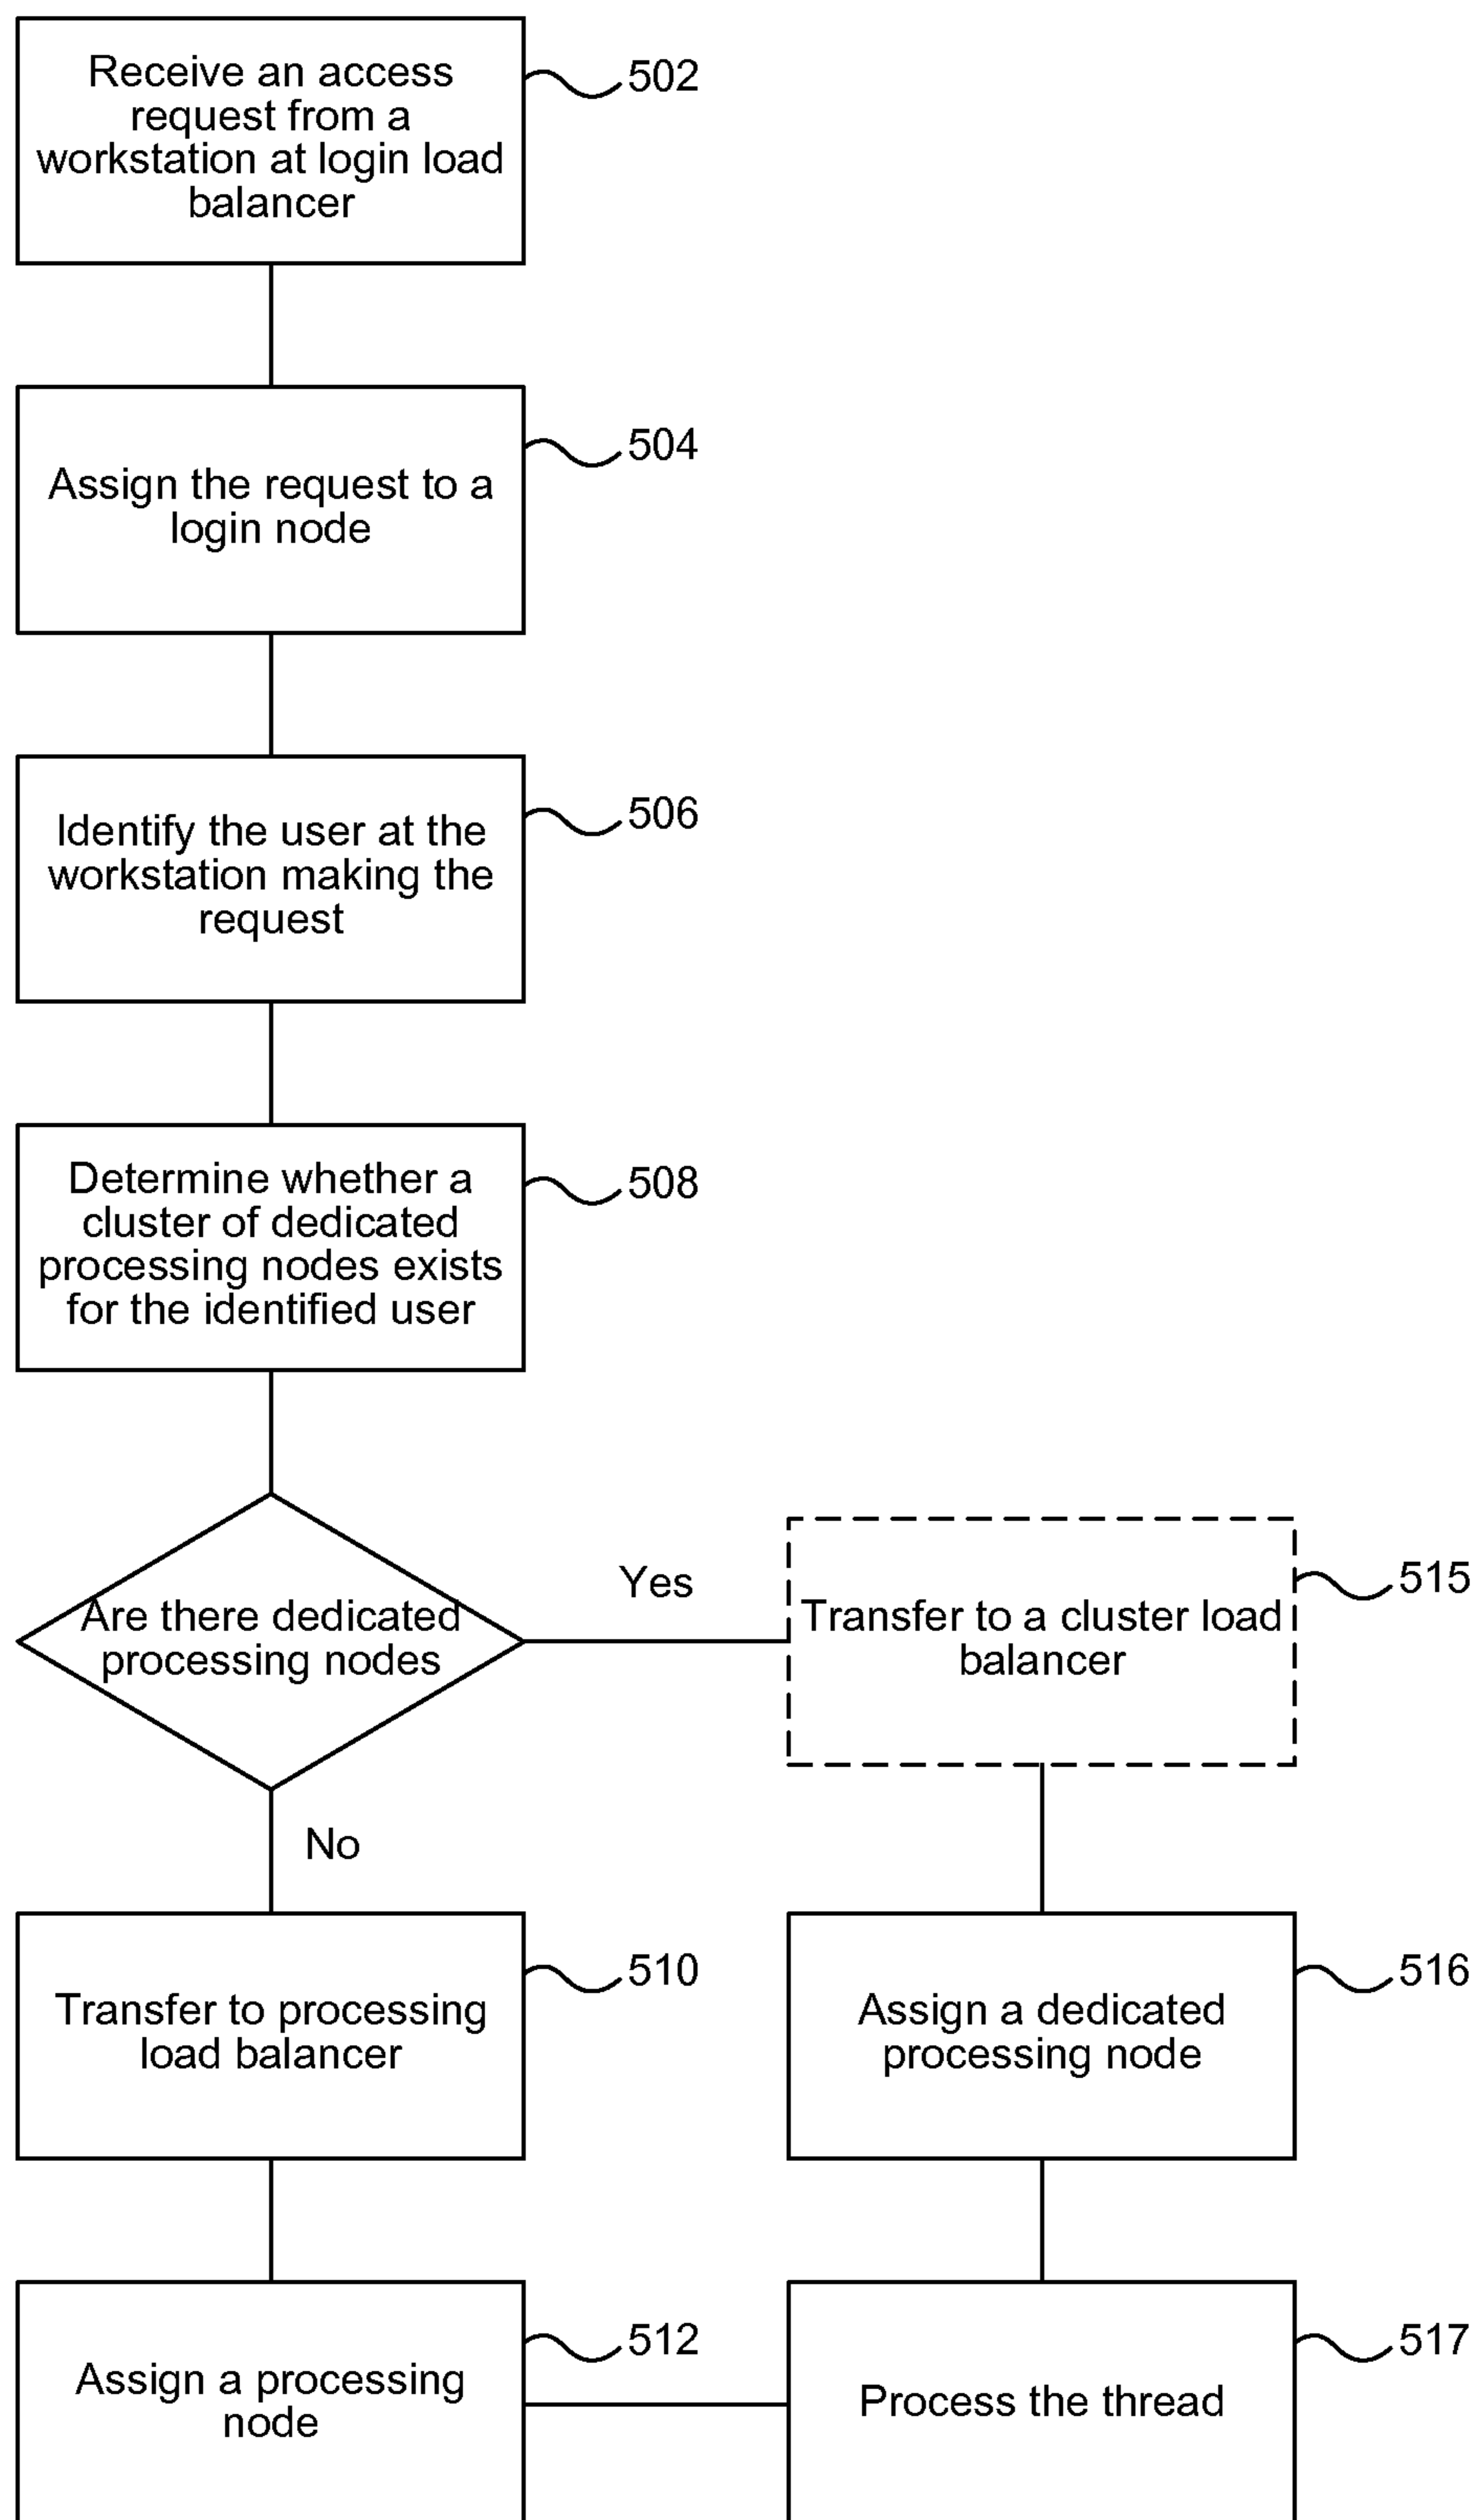 Receive an access
request from a
workstation at login load
balancer
502
Assign the request to a
login node
504
Identify the user at the
workstation making the
request
506
Determine whether a
cluster of dedicated
processing nodes exists
for the identified user
508
Are there dedicated
processing nodes
Yes
Transfer to a cluster load
balancer
515
No
Transfer to processing
load balancer
510
Assign a dedicated
processing node
516
Assign a processing
node
512
Process the thread
517